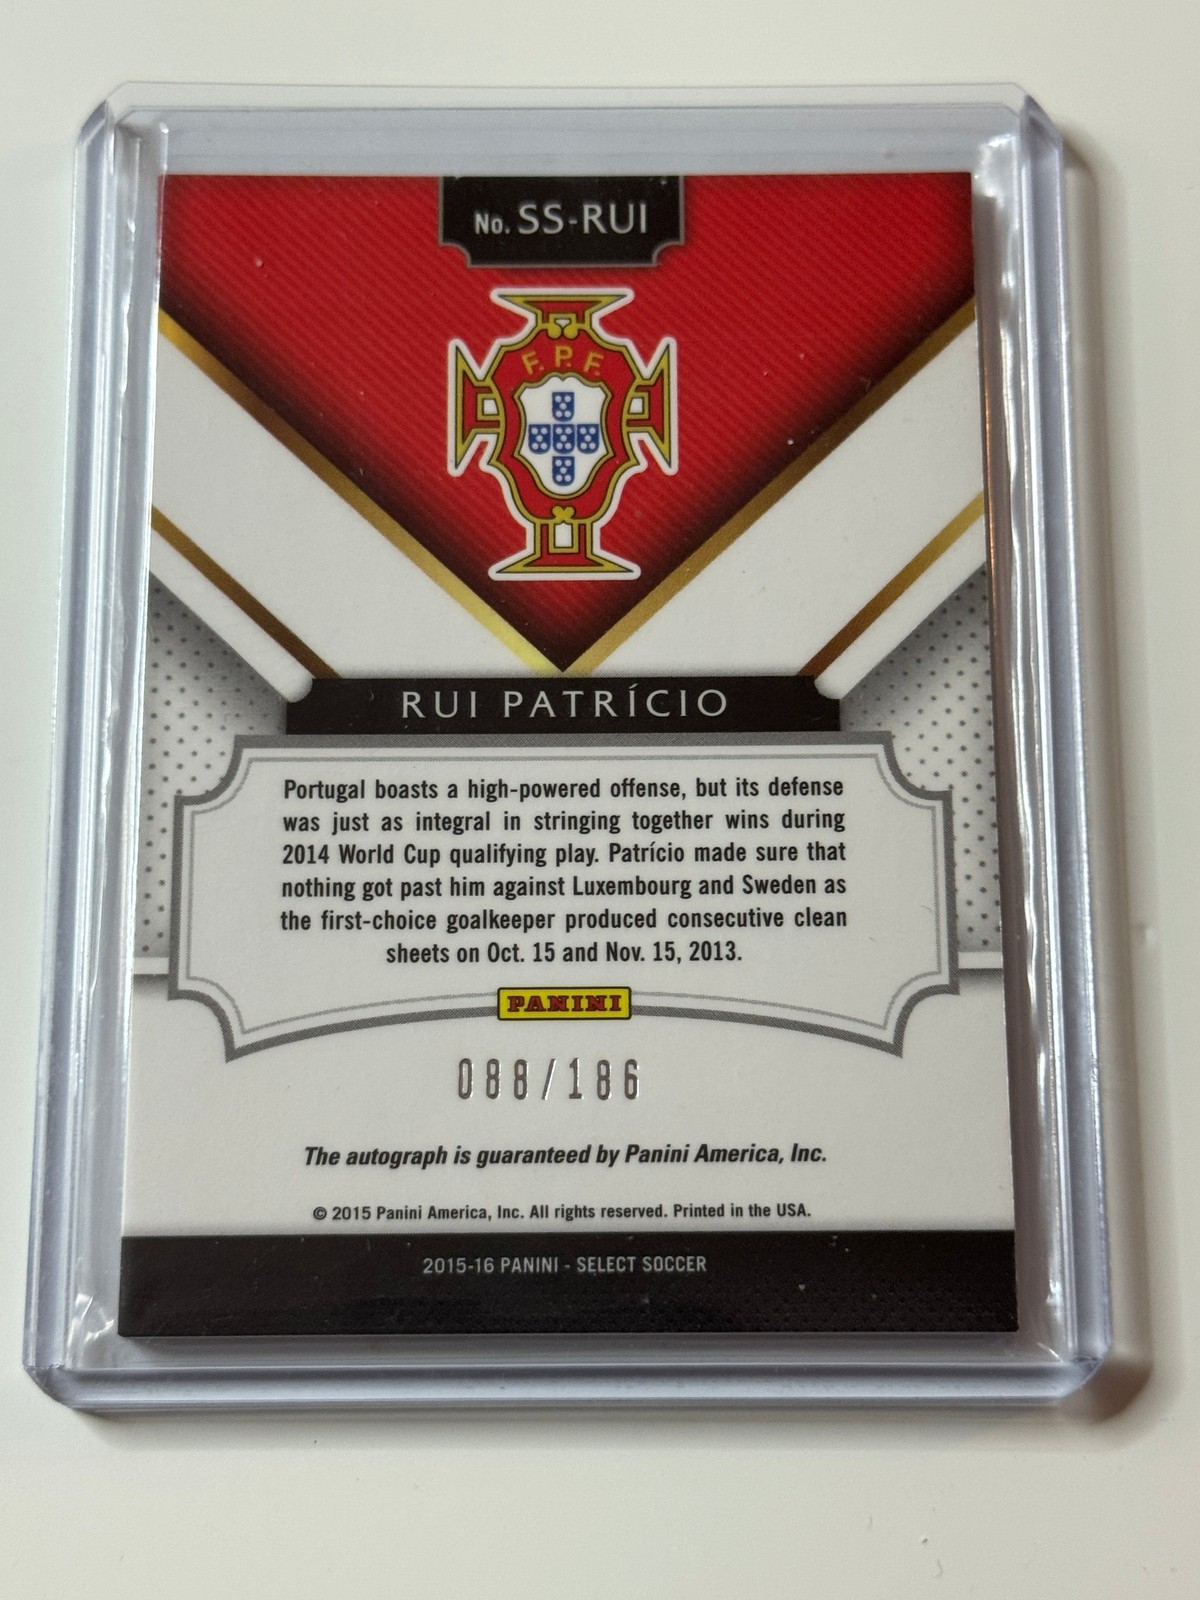 No. SS-RUI
F.P.F.
RUI PATRÍCIO
Portugal boasts a high-powered offense, but its defense
was just as integral in stringing together wins during
2014 World Cup qualifying play. Patrício made sure that
nothing got past him against Luxembourg and Sweden as
the first-choice goalkeeper produced consecutive clean
sheets on Oct. 15 and Nov. 15, 2013.
PANINI
088/186
The autograph is guaranteed by Panini America, Inc.
© 2015 Panini America, Inc. All rights reserved. Printed in the USA.
2015-16 PANINI - SELECT SOCCER